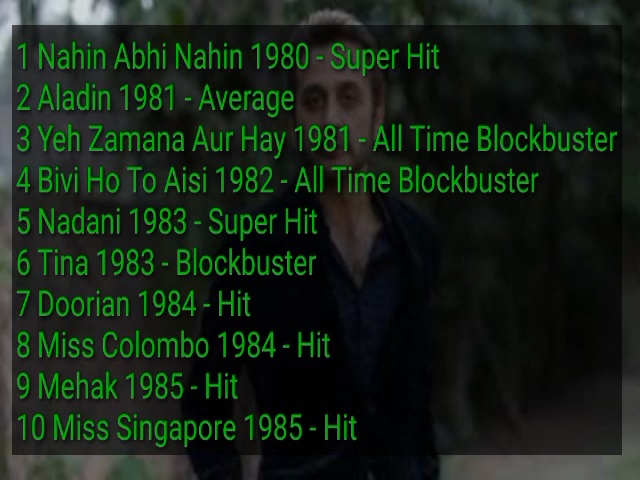 1 Nahin Abhi Nahin 1980 - Super Hit
2 Aladin 1981 - Average
3 Yeh Zamana Aur Hay 1981 - All Time Blockbuster
4 Bivi Ho To Aisi 1982 - All Time Blockbuster
5 Nadani 1983 - Super Hit
6 Tina 1983 - Blockbuster
7 Doorian 1984 - Hit
8 Miss Colombo 1984 - Hit
9 Mehak 1985 - Hit
10 Miss Singapore 1985 - Hit